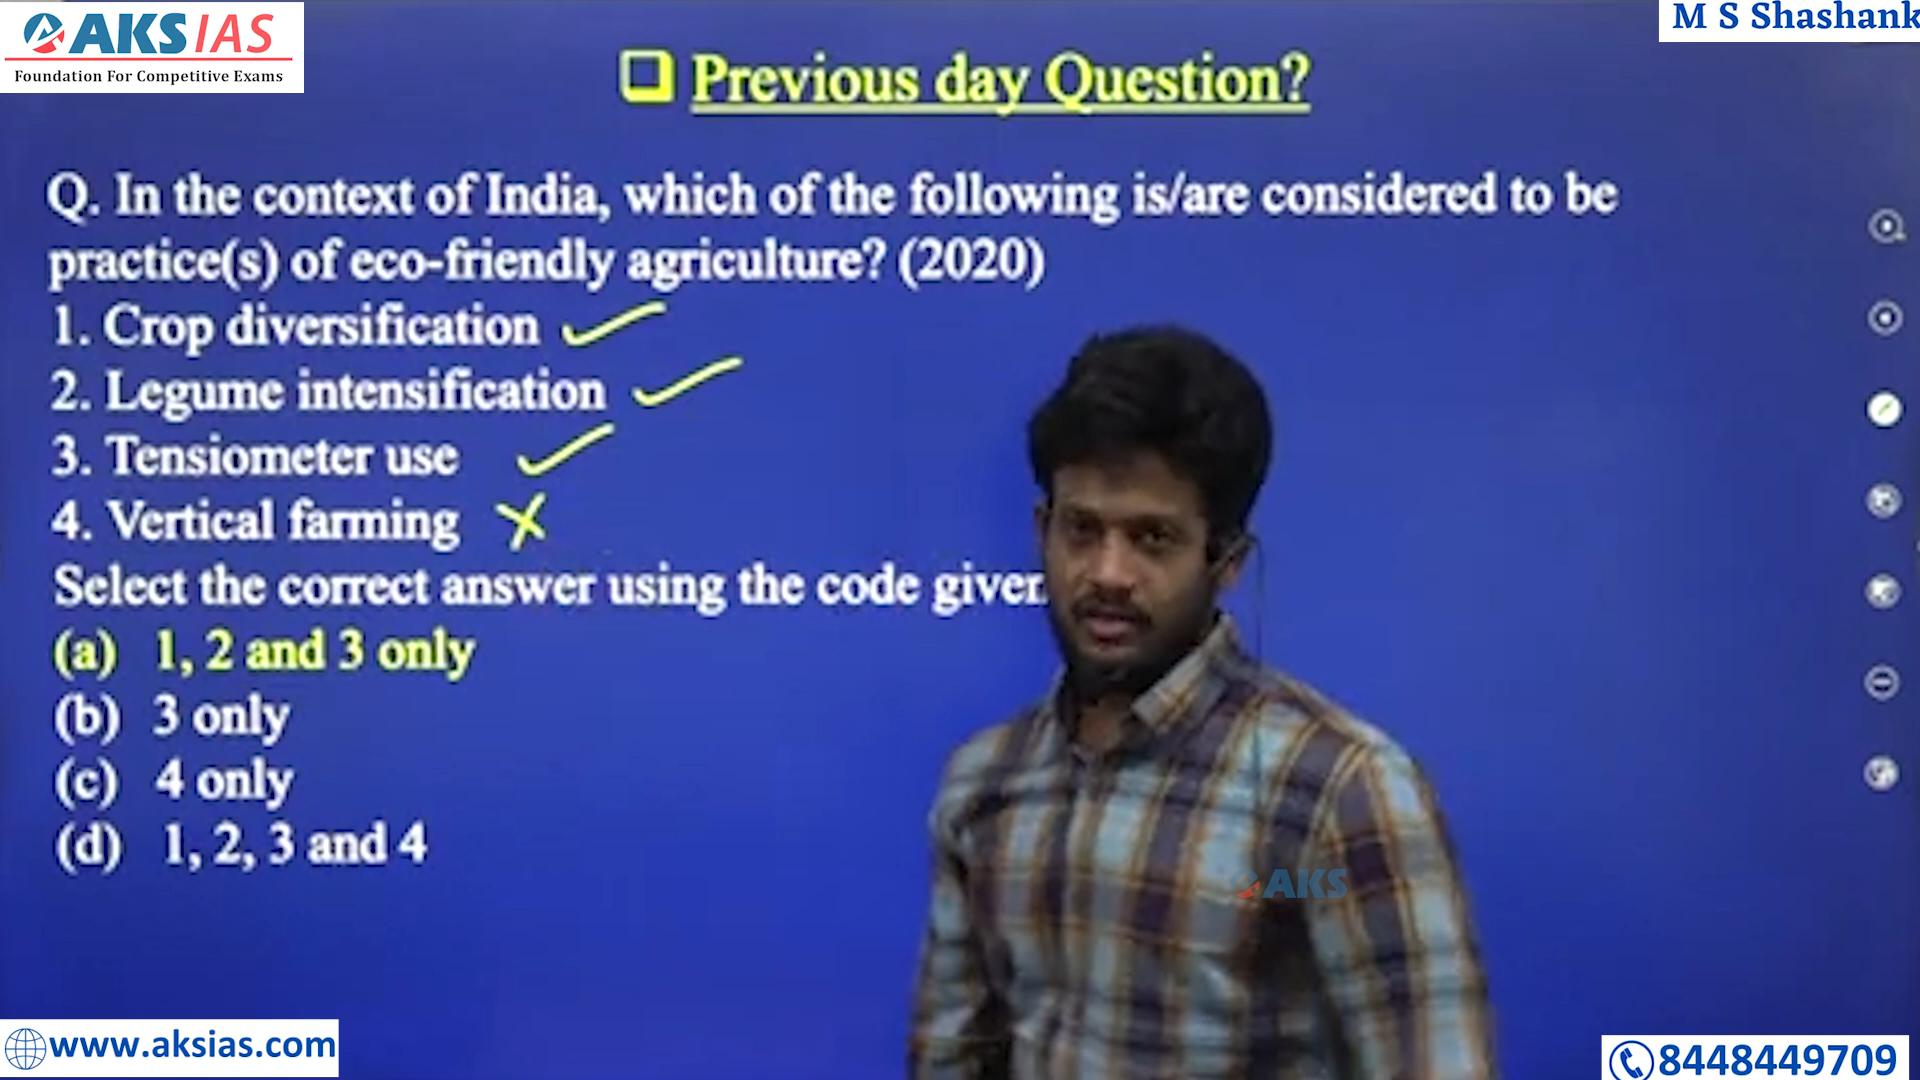 AKS IAS
Foundation For Competitive Exams
M S Shashank
Previous day Question?
Q. In the context of India, which of the following is/are considered to be
practice(s) of eco-friendly agriculture? (2020)
1. Crop diversification
2. Legume intensification
3. Tensiometer use
4. Vertical farming
Select the correct answer using the code given
(a) 1, 2 and 3 only
(b) 3 only
(c) 4 only
(d) 1, 2, 3 and 4
AKS
www.aksias.com
8448449709